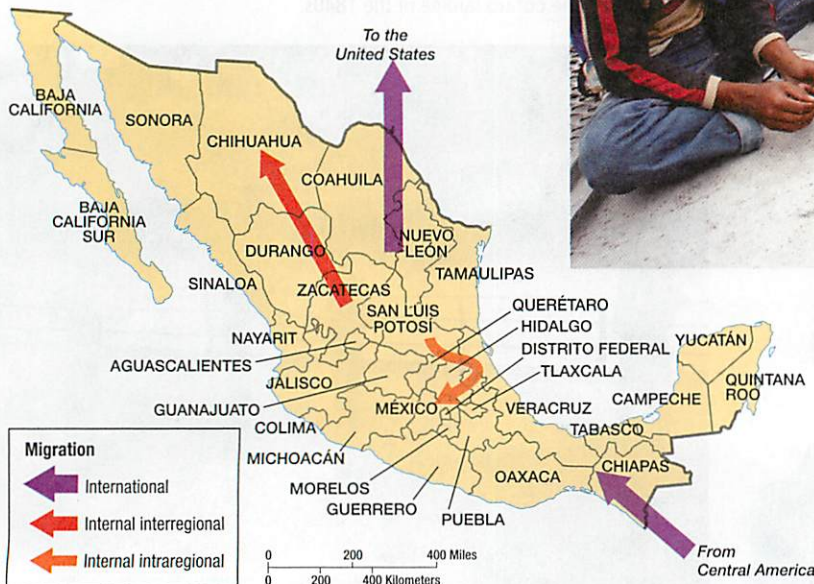 To the
United States
BAJA
CALIFORNIA
SONORA
CHIHUAHUA
COAHUILA
BAJA
CALIFORNIA
SUR
NUEVO
LEÓN
DURANGO
TAMAULIPAS
SINALOA
ZACATECAS
SAN LUIS
POTOSÍ
QUERÉTARO
HIDALGO
NAYARIT
DISTRITO FEDERAL
YUCATÁN
AGUASCALIENTES
TLAXCALA
JALISCO
CAMPECHE
QUINTANA
ROO
GUANAJUATO
MÉXICO
VERACRUZ
COLIMA
TABASCO
MICHOACÁN
CHIAPAS
MORELOS
OAXACA
GUERRERO
PUEBLA
From
Central America
Migration
International
Internal interregional
Internal intraregional
0 200 400 Miles
0 200 400 Kilometers